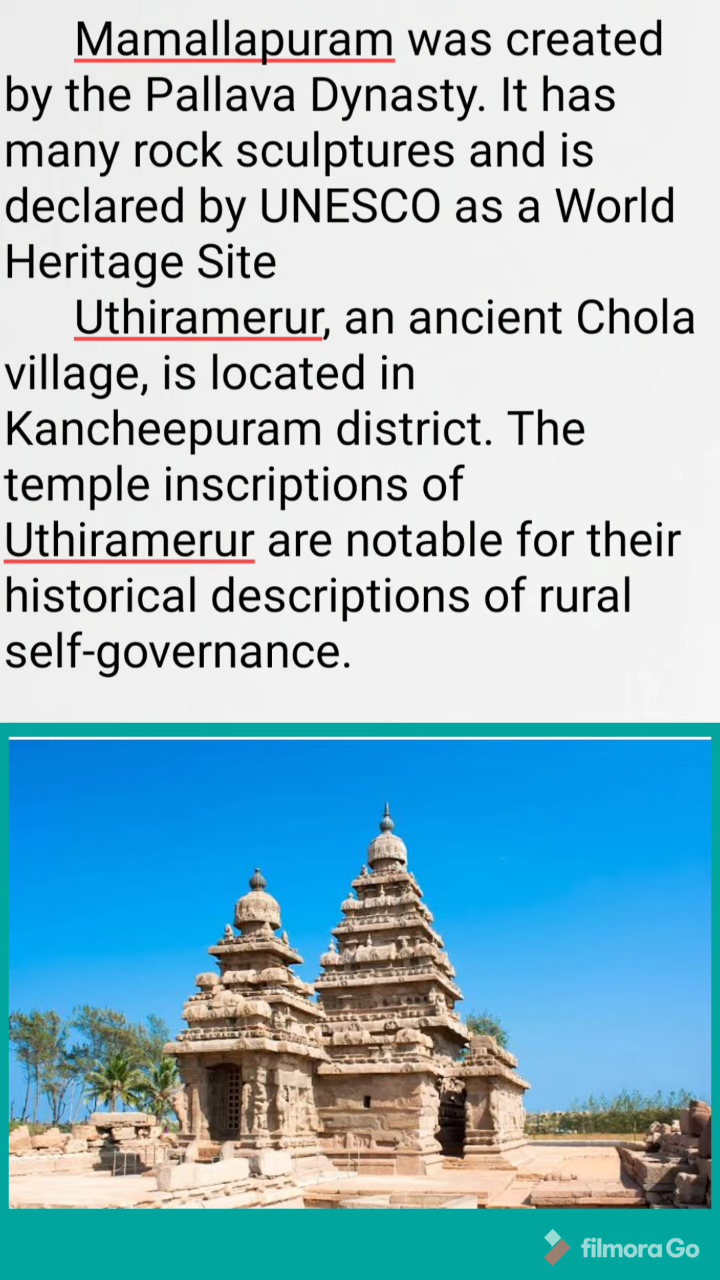 Mamallapuram was created
by the Pallava Dynasty. It has
many rock sculptures and is
declared by UNESCO as a World
Heritage Site
Uthiramerur, an ancient Chola
village, is located in
Kancheepuram district. The
temple inscriptions of
Uthiramerur are notable for their
historical descriptions of rural
self-governance.
filmora Go